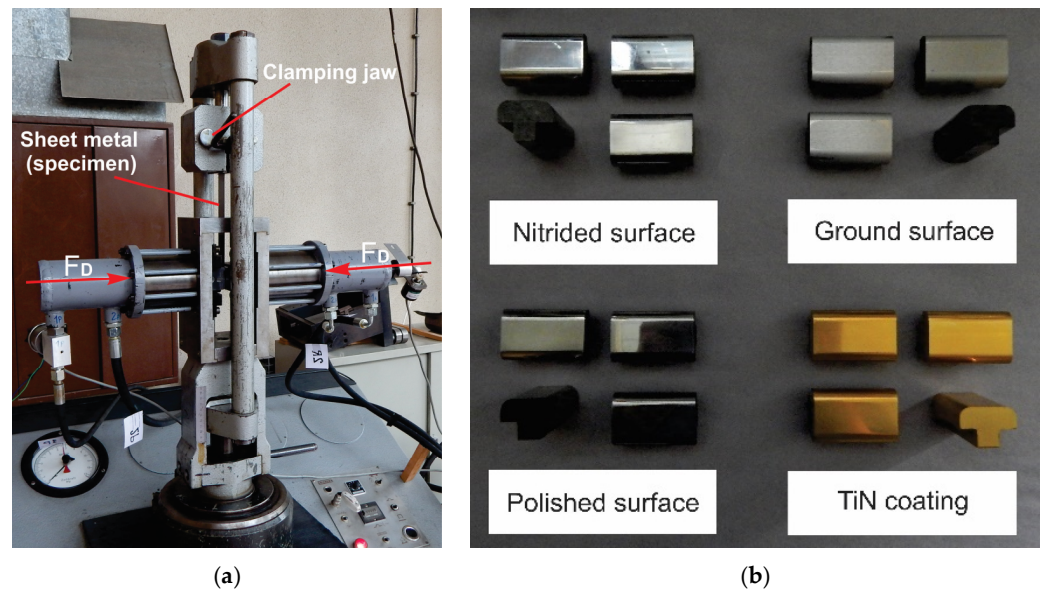 Clamping jaw
Sheet metal
(specimen)
FD
FD
Nitrided surface
Ground surface
Polished surface
TiN coating
(a)
(b)